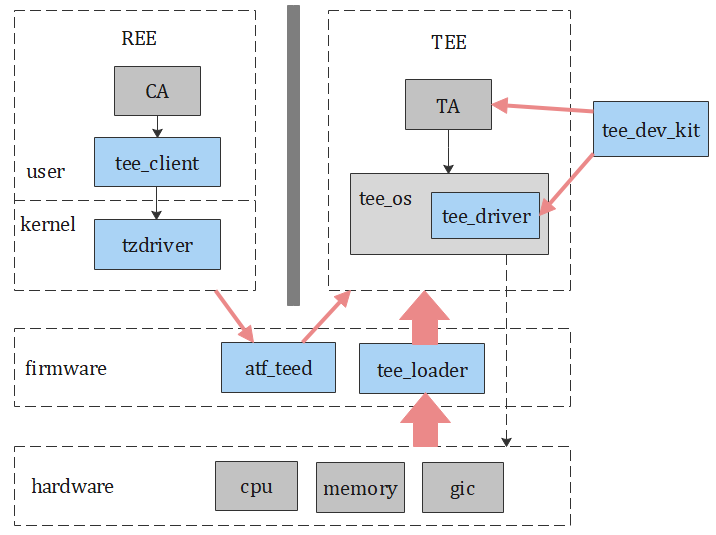 REE
TEE
CA
TA
tee_dev_kit
tee_client
user
tee_os
tee_driver
kernel
tzdriver
firmware
atf_teed
tee_loader
hardware
cpu
memory
gic